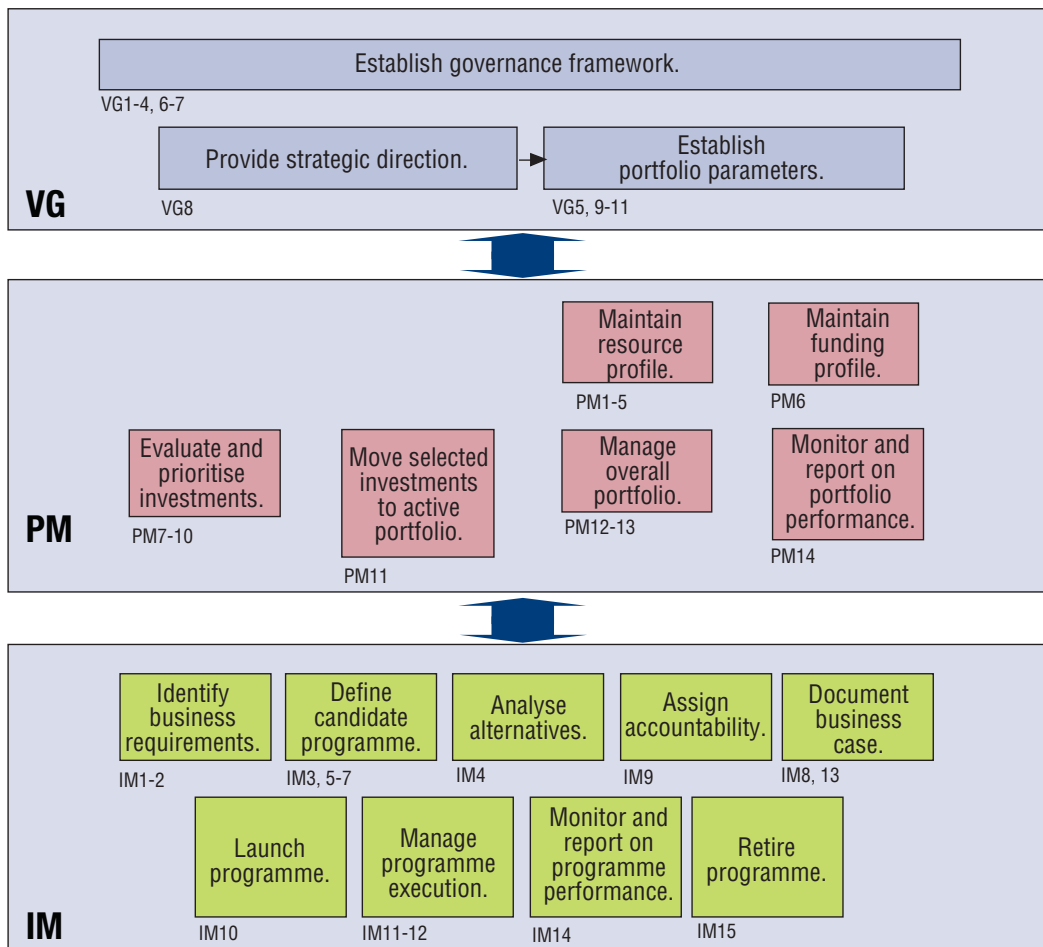 Establish governance framework.
VG1-4, 6-7
Provide strategic direction.
Establish
portfolio parameters.
VG8
VG5, 9-11
VG
Maintain
resource
profile.
PM1-5
Maintain
funding
profile.
PM6
Evaluate and
prioritise
investments.
PM7-10
Move selected
investments
to active
portfolio.
PM11
Manage
overall
portfolio.
PM12-13
Monitor and
report on
portfolio
performance.
PM14
PM
Identify
business
requirements.
IM1-2
Define
candidate
programme.
IM3, 5-7
Analyse
alternatives.
IM4
Assign
accountability.
IM9
Document
business
case.
IM8, 13
Launch
programme.
IM10
Manage
programme
execution.
IM11-12
Monitor and
report on
programme
performance.
IM14
Retire
programme.
IM15
IM